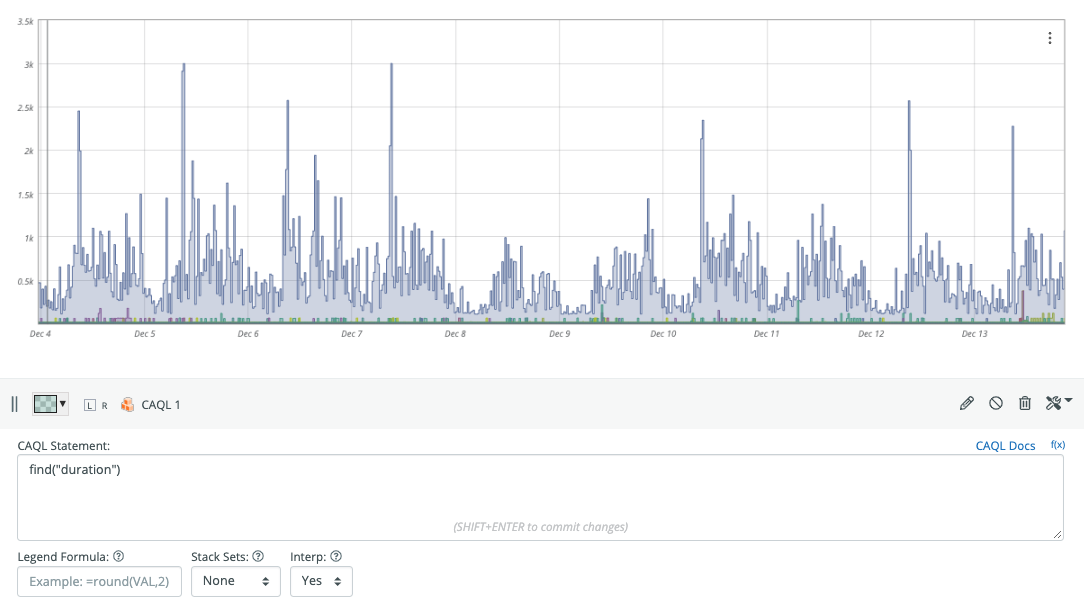 3.5k
3k
2.5k
2k
1.5k
1k
0.5k
Dec 4 Dec 5 Dec 6 Dec 7 Dec 8 Dec 9 Dec 10 Dec 11 Dec 12 Dec 13
L R CAQL 1
CAQL Statement: CAQL Docs f(x)
find("duration")
(SHIFT+ENTER to commit changes)
Legend Formula: ? Stack Sets: ? Interp: ?
Example: =round(VAL,2) None Yes